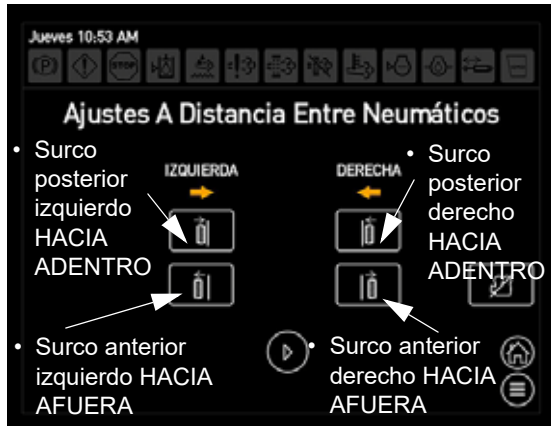 Jueves 10:53 AM
(P)
STOP
Ajustes A Distancia Entre Neumáticos
• Surco
posterior
izquierdo
HACIA
ADENTRO
IZQUIERDA
DERECHA
• Surco
posterior
derecho
HACIA
ADENTRO
• Surco anterior
izquierdo HACIA
AFUERA
• Surco anterior
derecho HACIA
AFUERA